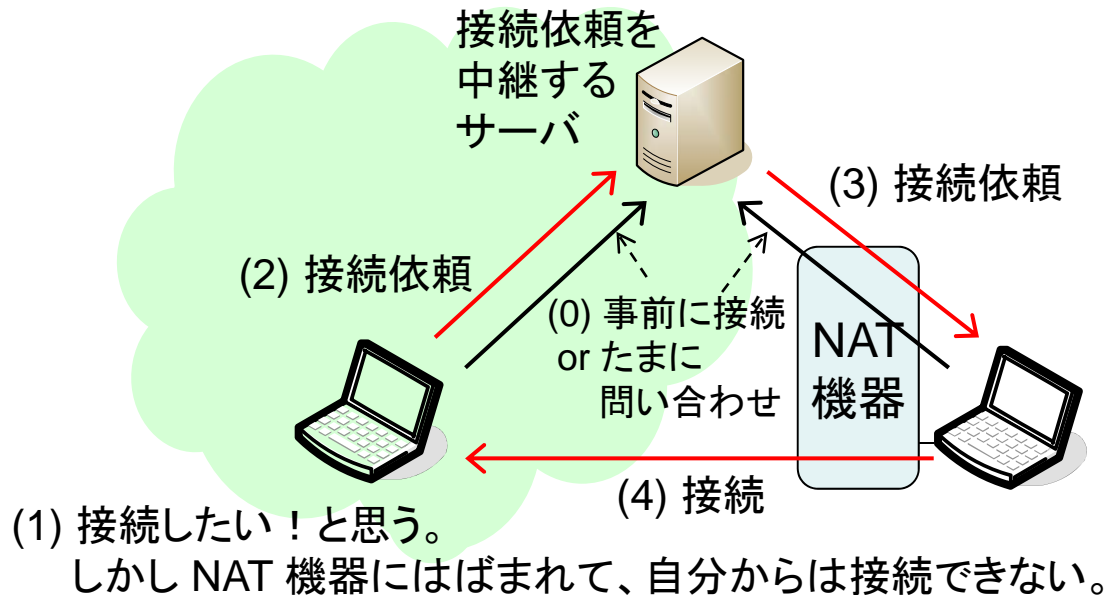 接続依頼を
中継する
サーバ
(3) 接続依頼
(2) 接続依頼
(0) 事前に接続
or たまに
問い合わせ
NAT
機器
(4) 接続
(1) 接続したい！と思う。
しかし NAT 機器にはばまれて、自分からは接続できない。